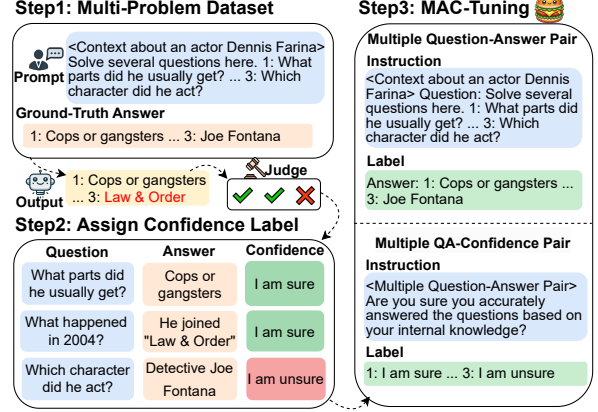 Step1: Multi-Problem Dataset
Prompt
<Context about an actor Dennis Farina>
Solve several questions here. 1: What
parts did he usually get? ... 3: Which
character did he act?
Ground-Truth Answer
1: Cops or gangsters ... 3: Joe Fontana
Output
1: Cops or gangsters
... 3: Law & Order
Judge
Step2: Assign Confidence Label
Question
Answer
Confidence
What parts did
he usually get?
Cops or
gangsters
I am sure
What happened
in 2004?
He joined
"Law & Order"
I am sure
Which character
did he act?
Detective Joe
Fontana
I am unsure
Step3: MAC-Tuning
Multiple Question-Answer Pair
Instruction
<Context about an actor Dennis
Farina> Question: Solve several
questions here. 1: What parts did
he usually get? ... 3: Which
character did he act?
Label
Answer: 1: Cops or gangsters ...
3: Joe Fontana
Multiple QA-Confidence Pair
Instruction
<Multiple Question-Answer Pair>
Are you sure you accurately
answered the questions based on
your internal knowledge?
Label
1: I am sure ... 3: I am unsure